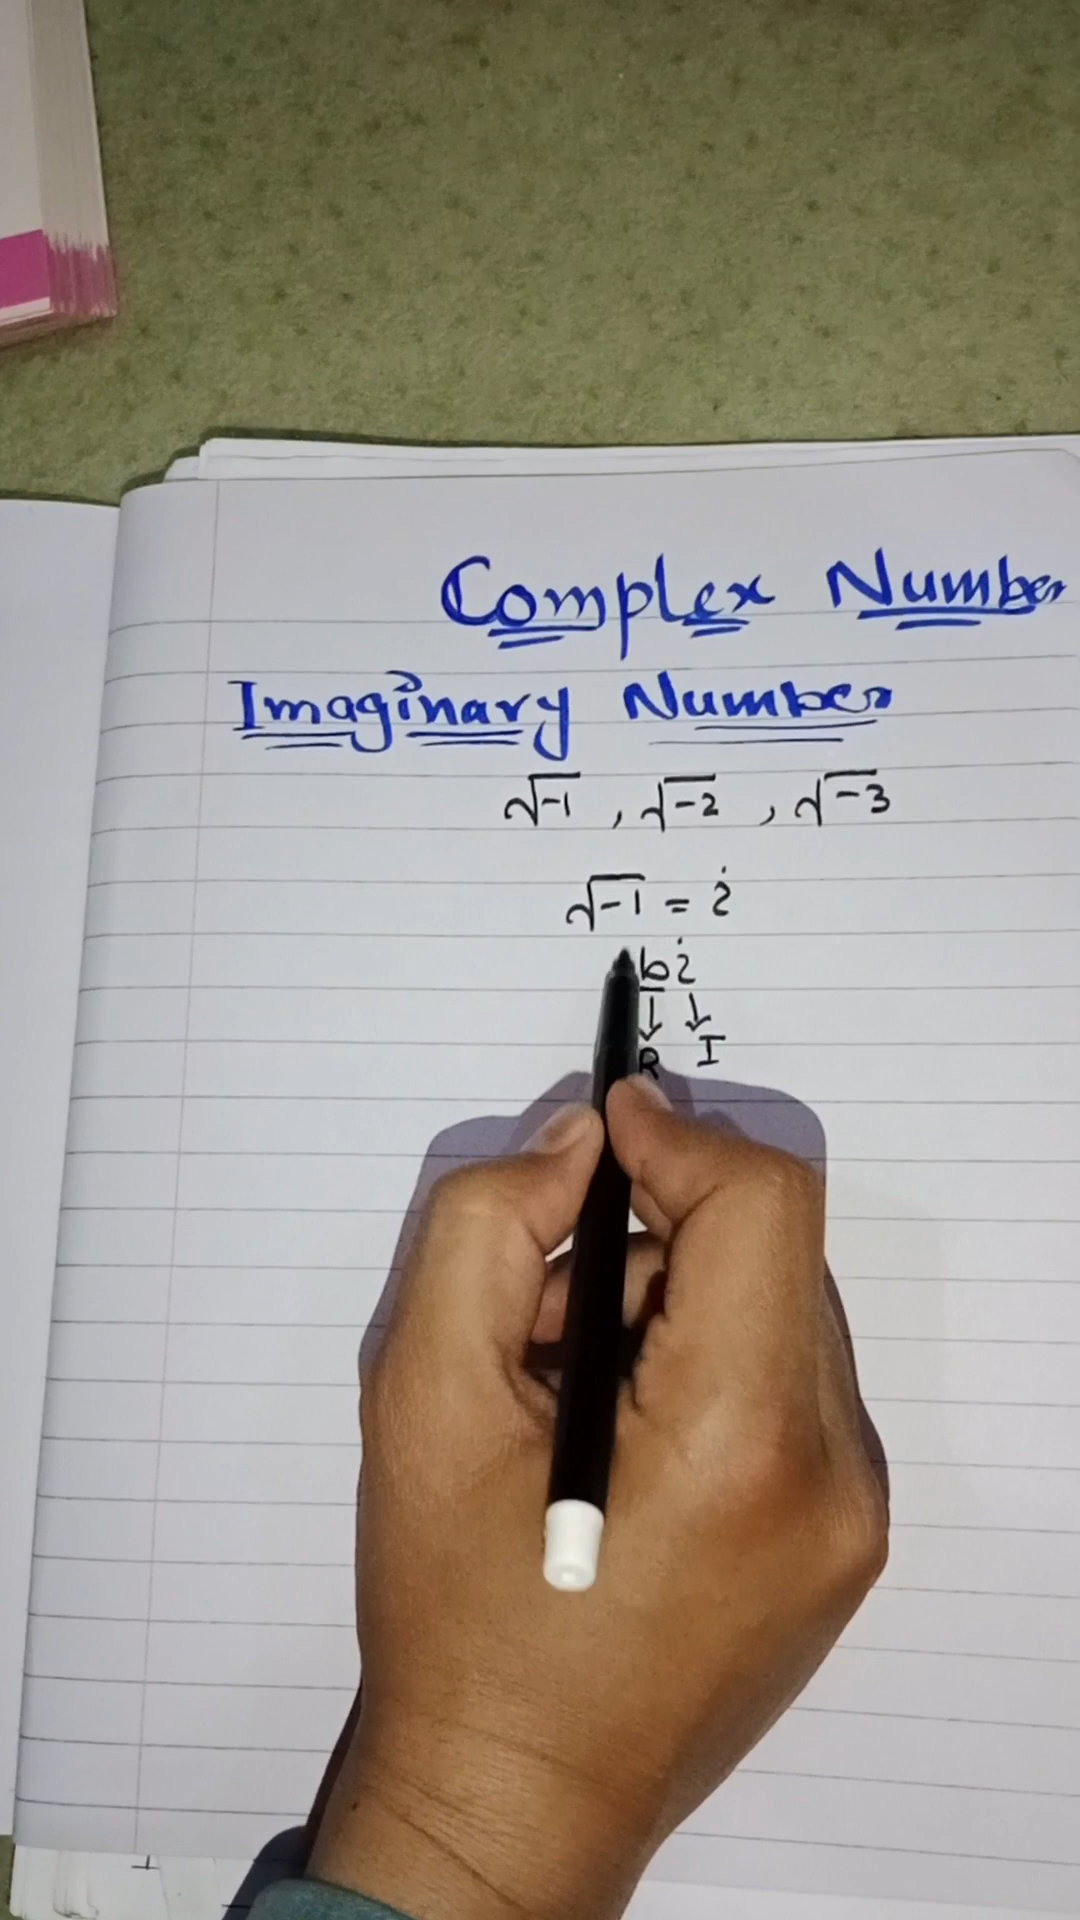 Complex Number
Imaginary Number
√-1 , √-2 , √-3
√-1 = i
bi
↓ ↓
R I